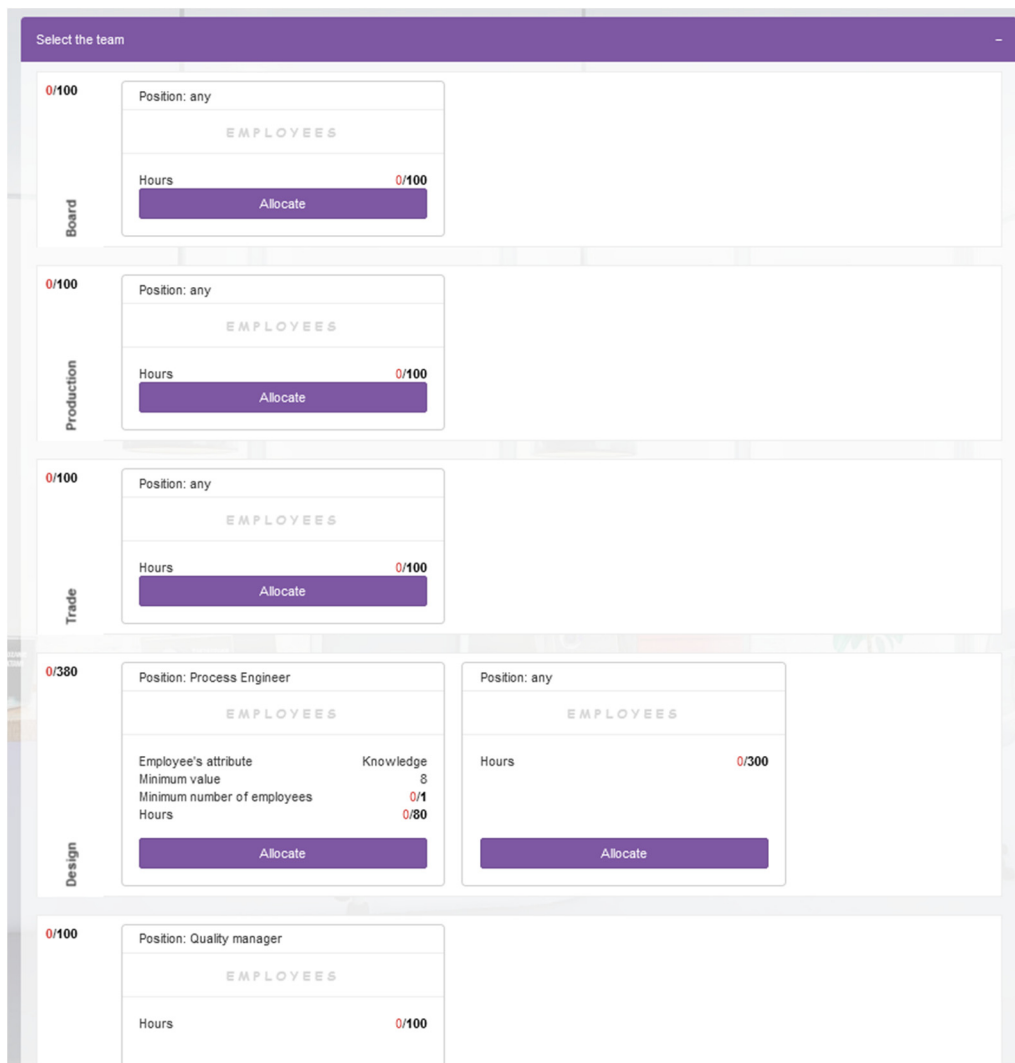 Select the team –
0/100
Position: any
EMPLOYEES
Hours 0/100
Allocate
Board
0/100
Position: any
EMPLOYEES
Hours 0/100
Allocate
Production
0/100
Position: any
EMPLOYEES
Hours 0/100
Allocate
Trade
0/380
Position: Process Engineer
EMPLOYEES
Employee's attribute Knowledge
Minimum value 8
Minimum number of employees 0/1
Hours 0/80
Allocate
Position: any
EMPLOYEES
Hours 0/300
Allocate
Design
0/100
Position: Quality manager
EMPLOYEES
Hours 0/100